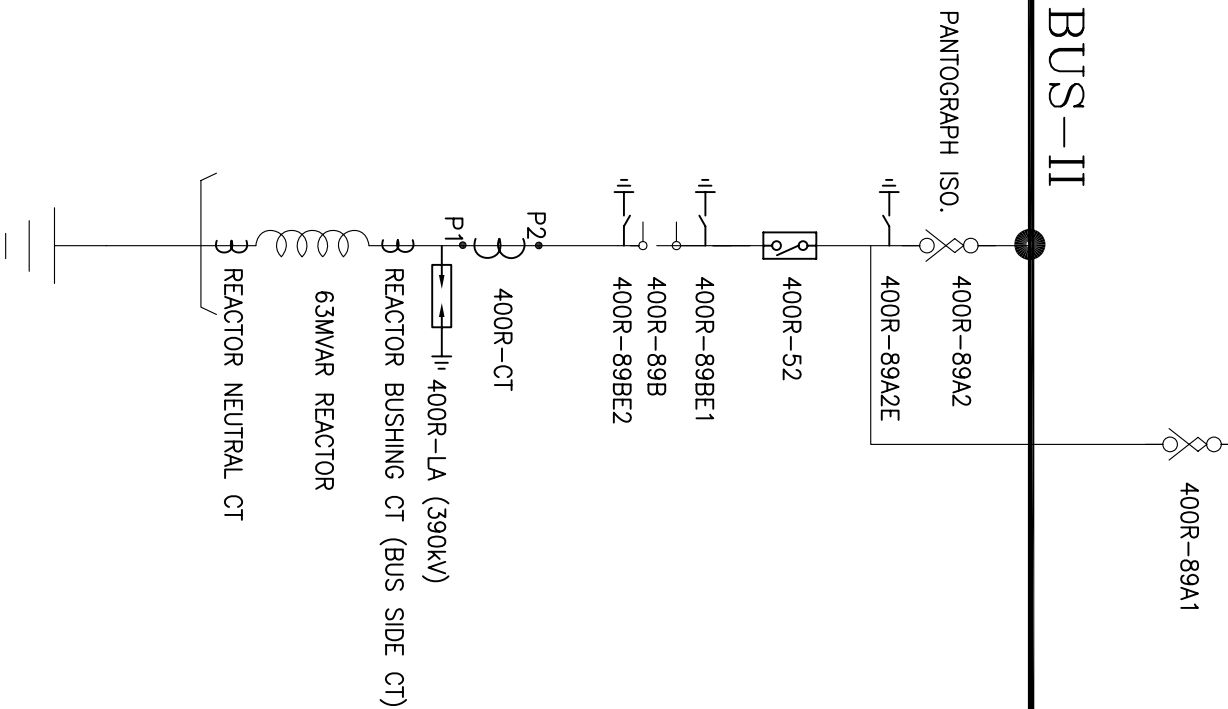 BUS-II
PANTOGRAPH ISO.
400R-89A1
400R-89A2
400R-89A2E
400R-52
400R-89BE1
400R-89B
400R-89BE2
P2
400R-CT
P1
400R-LA (390kV)
REACTOR BUSHING CT (BUS SIDE CT)
63MVAR REACTOR
REACTOR NEUTRAL CT